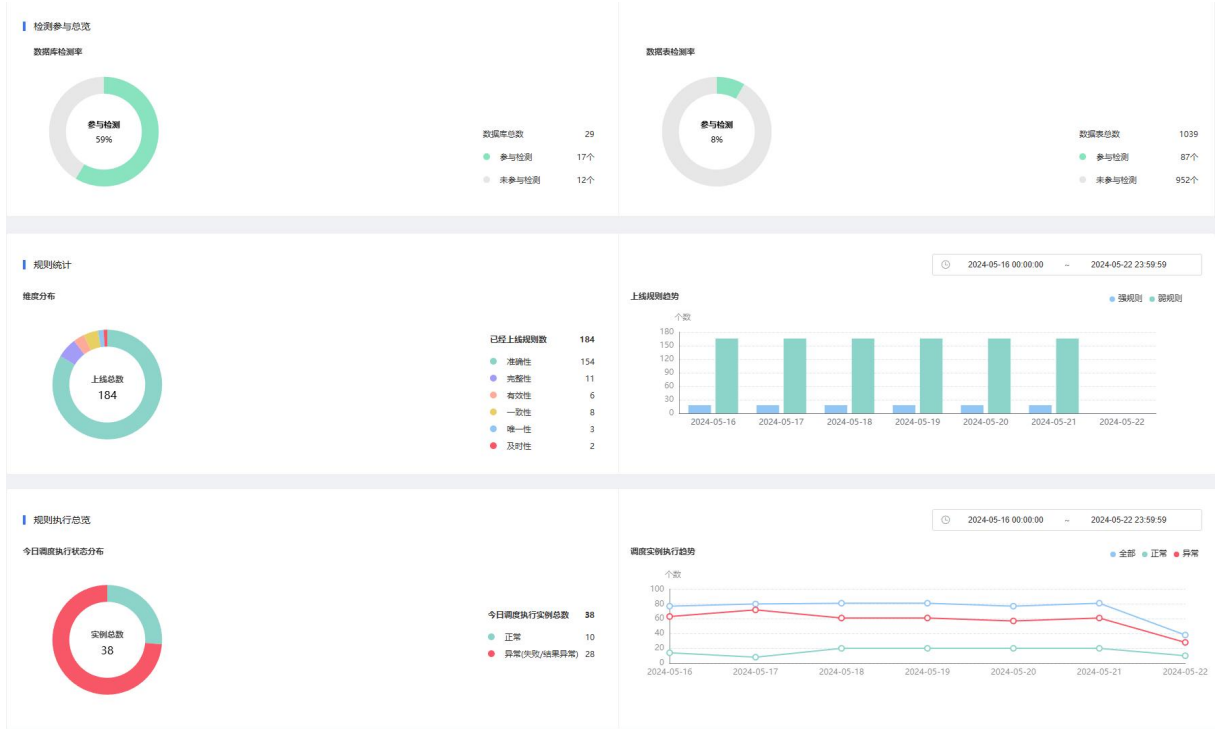 检测参与总览
数据库检测率
参与检测
59%
数据库总数 29
参与检测 17个
未参与检测 12个
数据表检测率
参与检测
8%
数据表总数 1039
参与检测 87个
未参与检测 952个
规则统计
维度分布
上线总数
184
已经上线规则数 184
准确性 154
完整性 11
有效性 6
一致性 8
唯一性 3
及时性 2
2024-05-16 00:00:00 – 2024-05-22 23:59:59
上线规则趋势
强规则 弱规则
个数
180
150
120
90
60
30
0
2024-05-16 2024-05-17 2024-05-18 2024-05-19 2024-05-20 2024-05-21 2024-05-22
规则执行总览
今日调度执行状态分布
实例总数
38
今日调度执行实例总数 38
正常 10
异常(失败/结果异常) 28
2024-05-16 00:00:00 – 2024-05-22 23:59:59
调度实例执行趋势
全部 正常 异常
个数
100
80
60
40
20
0
2024-05-16 2024-05-17 2024-05-18 2024-05-19 2024-05-20 2024-05-21 2024-05-22